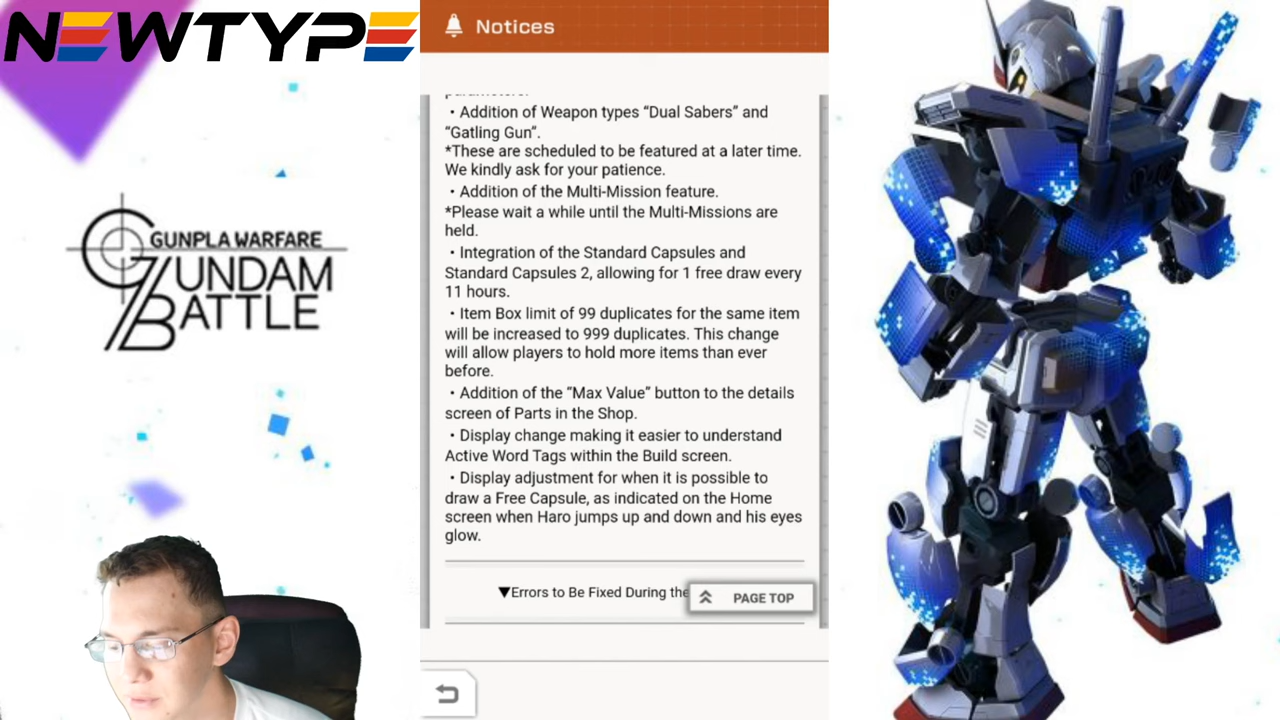 NEWTYPE
GUNPLA WARFARE
GUNDAM
BATTLE
Notices
parameters.
・Addition of Weapon types “Dual Sabers” and
“Gatling Gun”.
*These are scheduled to be featured at a later time.
We kindly ask for your patience.
・Addition of the Multi-Mission feature.
*Please wait a while until the Multi-Missions are
held.
・Integration of the Standard Capsules and
Standard Capsules 2, allowing for 1 free draw every
11 hours.
・Item Box limit of 99 duplicates for the same item
will be increased to 999 duplicates. This change
will allow players to hold more items than ever
before.
・Addition of the “Max Value” button to the details
screen of Parts in the Shop.
・Display change making it easier to understand
Active Word Tags within the Build screen.
・Display adjustment for when it is possible to
draw a Free Capsule, as indicated on the Home
screen when Haro jumps up and down and his eyes
glow.
▼Errors to Be Fixed During the
PAGE TOP